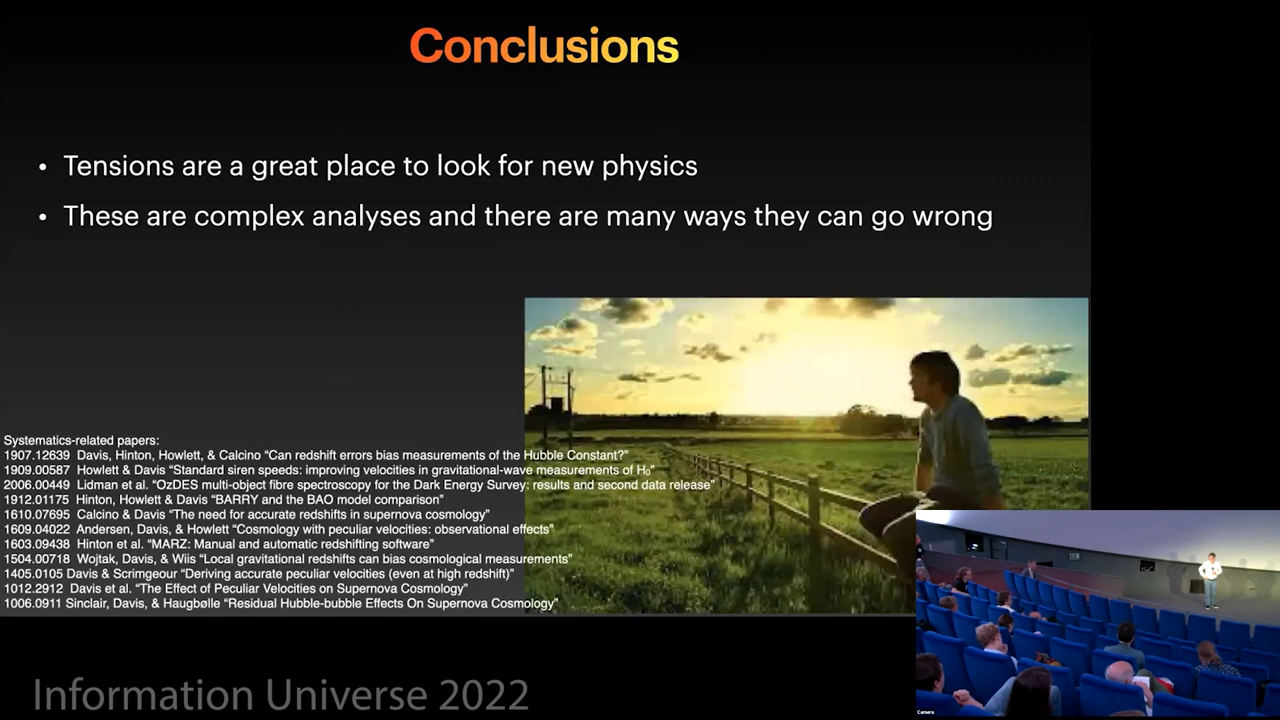 Conclusions
• Tensions are a great place to look for new physics
• These are complex analyses and there are many ways they can go wrong
Systematics-related papers:
1907.12639 Davis, Hinton, Howlett, & Calcino “Can redshift errors bias measurements of the Hubble Constant?”
1909.00587 Howlett & Davis “Standard siren speeds: improving velocities in gravitational-wave measurements of H₀”
2006.00449 Lidman et al. “OzDES multi-object fibre spectroscopy for the Dark Energy Survey: results and second data release”
1912.01175 Hinton, Howlett & Davis “BARRY and the BAO model comparison”
1610.07695 Calcino & Davis “The need for accurate redshifts in supernova cosmology”
1609.04022 Andersen, Davis, & Howlett “Cosmology with peculiar velocities: observational effects”
1603.09438 Hinton et al. “MARZ: Manual and automatic redshifting software”
1504.00718 Wojtak, Davis, & Wiis “Local gravitational redshifts can bias cosmological measurements”
1405.0105 Davis & Scrimgeour “Deriving accurate peculiar velocities (even at high redshift)”
1012.2912 Davis et al. “The Effect of Peculiar Velocities on Supernova Cosmology”
1006.0911 Sinclair, Davis, & Haugbølle “Residual Hubble-bubble Effects On Supernova Cosmology”
Information Universe 2022
Camera